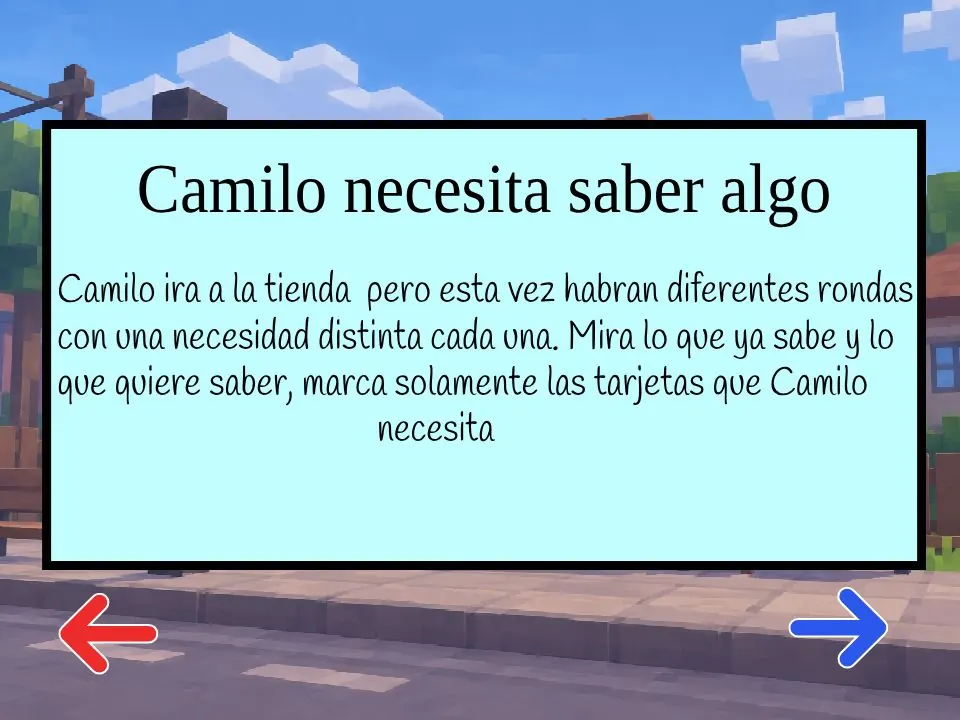 Camilo necesita saber algo
Camilo ira a la tienda pero esta vez habran diferentes rondas
con una necesidad distinta cada una. Mira lo que ya sabe y lo
que quiere saber, marca solamente las tarjetas que Camilo
necesita